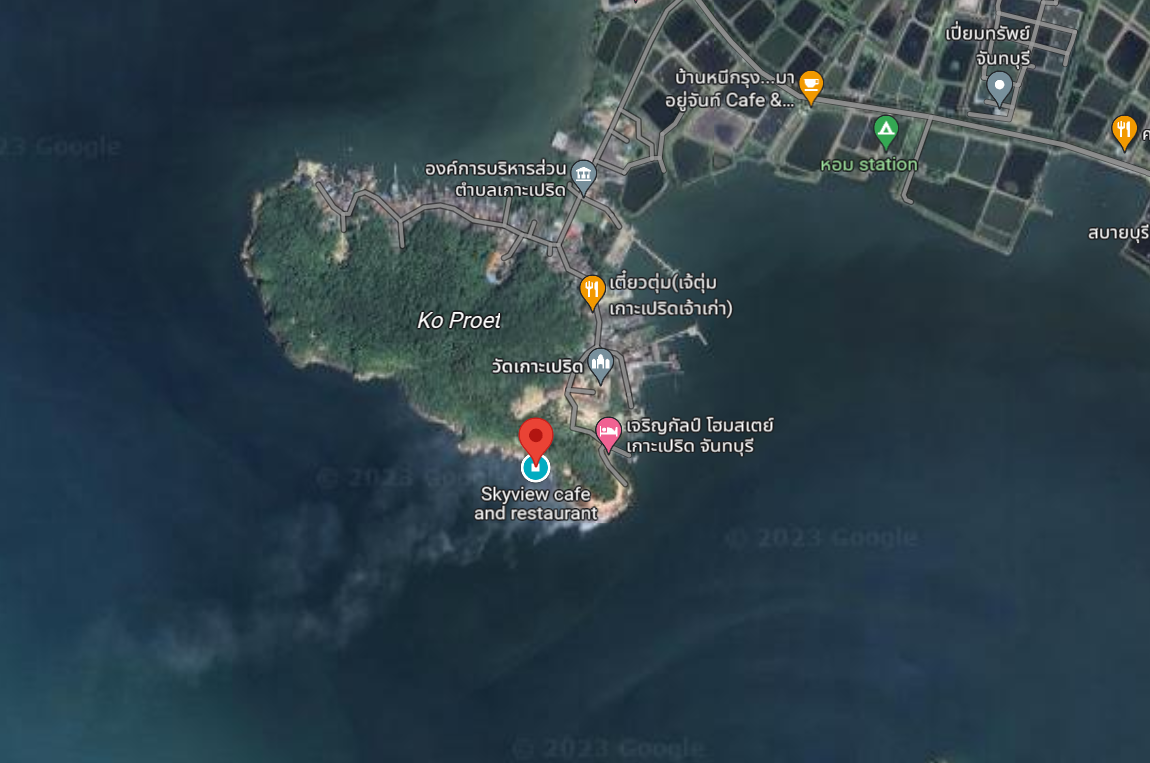 เปี่ยมทรัพย์
จันทบุรี
บ้านหนีกรุง...มา
อยู่จันท์ Cafe &...
23 Google
หอม station
องค์การบริหารส่วน
ตำบลเกาะเปริด
สบายบุรี
เตี๋ยวตุ่ม(เจ้ตุ่ม
เกาะเปริดเจ้าเก่า)
Ko Proet
วัดเกาะเปริด
เจริญกัลป์ โฮมสเตย์
เกาะเปริด จันทบุรี
© 2023 Google
Skyview cafe
and restaurant
© 2023 Google
© 2023 Google